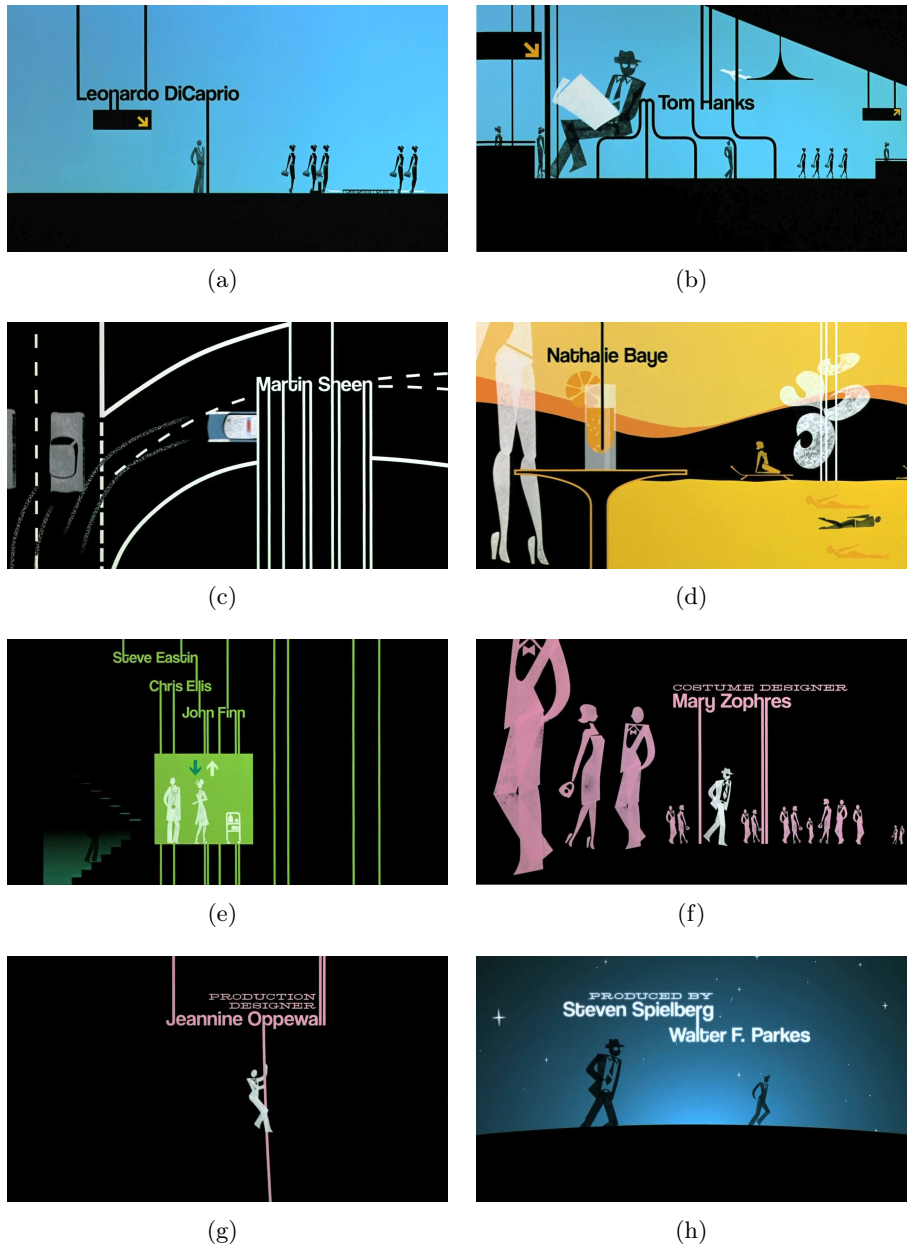 Leonardo DiCaprio
Tom Hanks
(a)
(b)
Martin Sheen
Nathalie Baye
(c)
(d)
Steve Eastin
Chris Ellis
John Finn
COSTUME DESIGNER
Mary Zophres
(e)
(f)
PRODUCTION
DESIGNER
Jeannine Oppewall
PRODUCED BY
Steven Spielberg
Walter F. Parkes
(g)
(h)